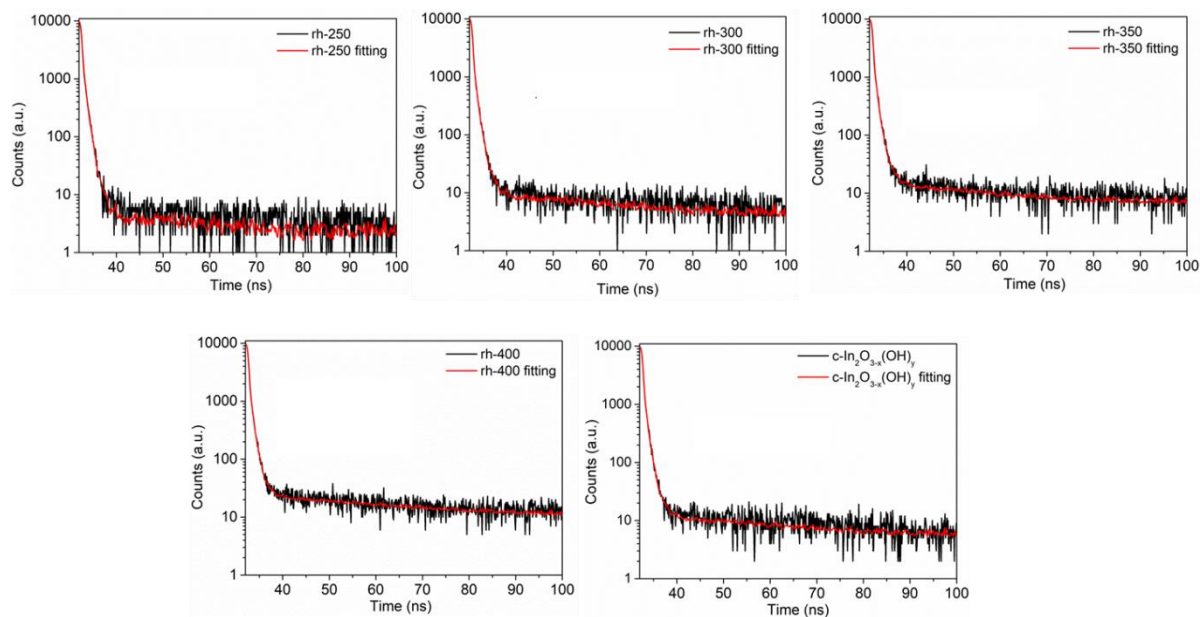 10000
1000
100
10
1
Counts (a.u.)
rh-250
rh-250 fitting
40 50 60 70 80 90 100
Time (ns)
10000
1000
100
10
1
Counts (a.u.)
rh-300
rh-300 fitting
40 50 60 70 80 90 100
Time (ns)
10000
1000
100
10
1
Counts (a.u.)
rh-350
rh-350 fitting
40 50 60 70 80 90 100
Time (ns)
10000
1000
100
10
1
Counts (a.u.)
rh-400
rh-400 fitting
40 50 60 70 80 90 100
Time (ns)
10000
1000
100
10
1
Counts (a.u.)
c-In₂O₃₋ₓ(OH)ᵧ
c-In₂O₃₋ₓ(OH)ᵧ fitting
40 50 60 70 80 90 100
Time (ns)